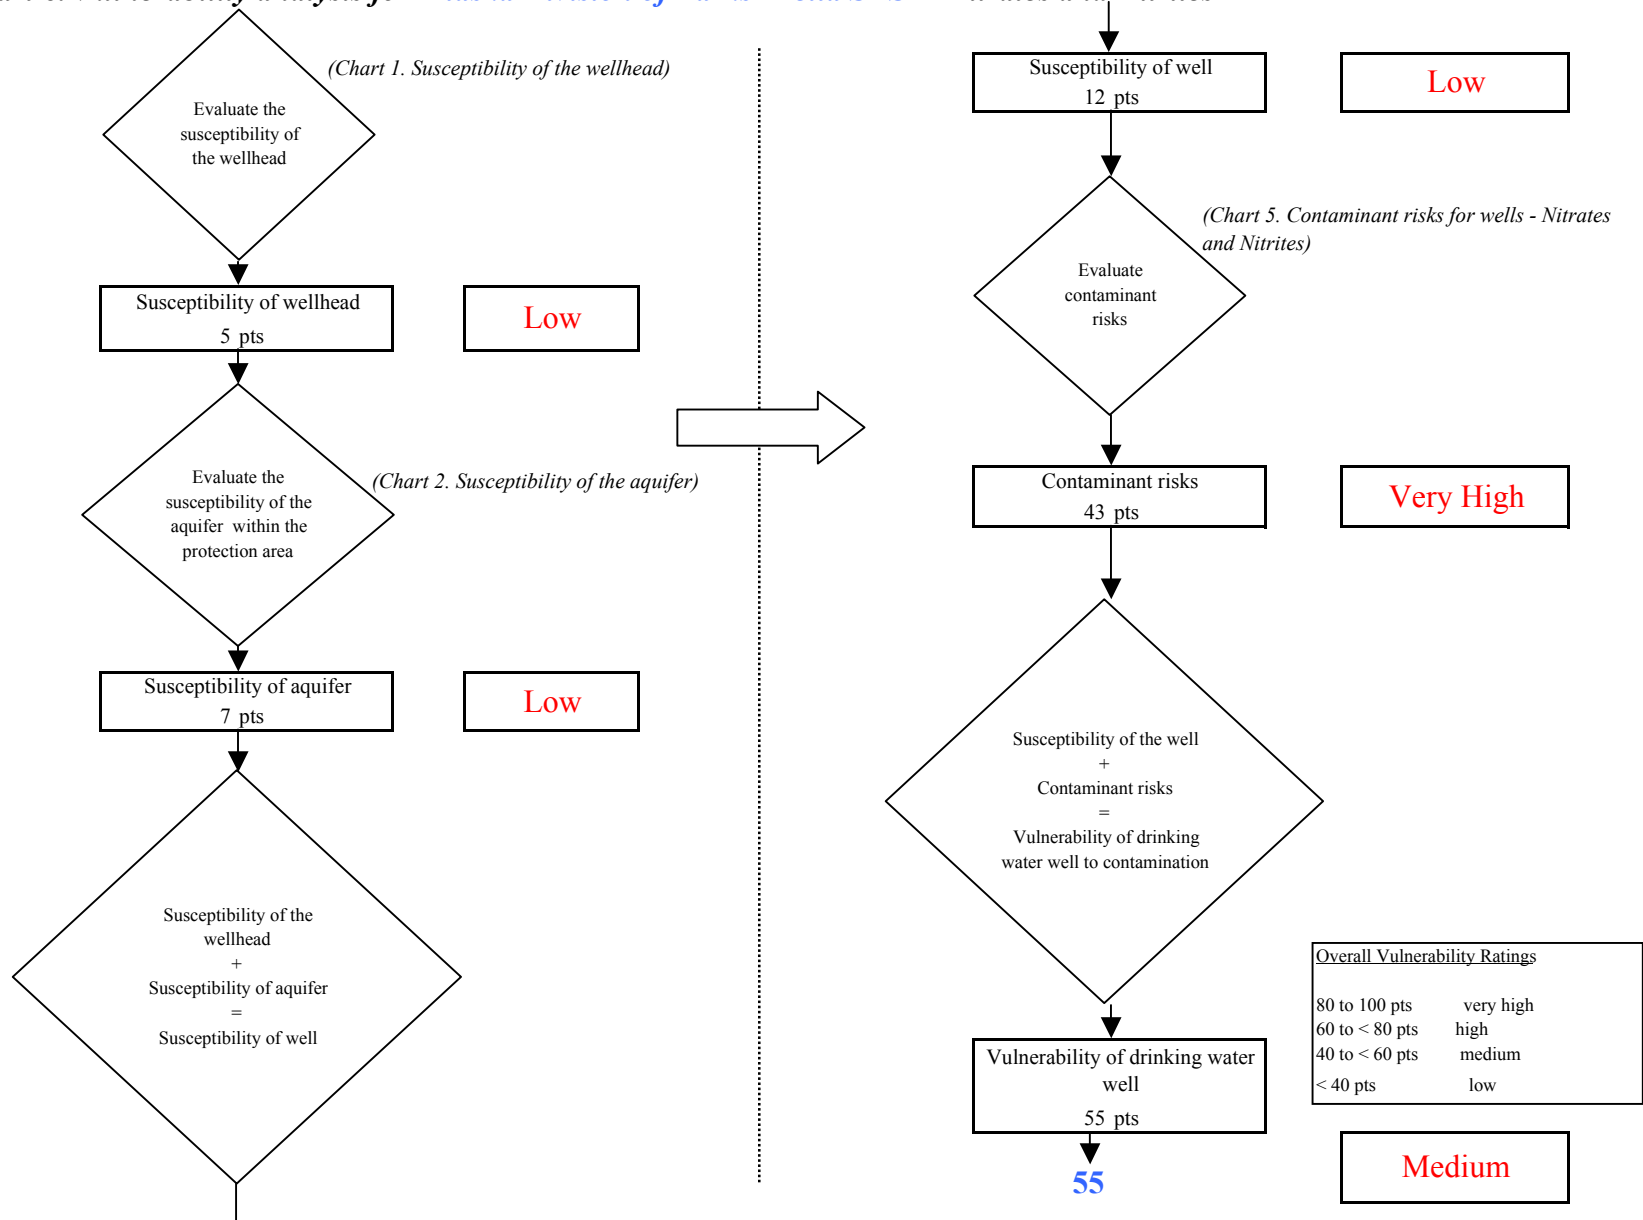 (Chart 1. Susceptibility of the wellhead)
Evaluate the
susceptibility of
the wellhead
Susceptibility of wellhead
5 pts
Low
Evaluate the
susceptibility of the
aquifer within the
protection area
(Chart 2. Susceptibility of the aquifer)
Susceptibility of aquifer
7 pts
Low
Susceptibility of the
wellhead
+
Susceptibility of aquifer
=
Susceptibility of well
Susceptibility of well
12 pts
Low
(Chart 5. Contaminant risks for wells - Nitrates
and Nitrites)
Evaluate
contaminant
risks
Contaminant risks
43 pts
Very High
Susceptibility of the well
+
Contaminant risks
=
Vulnerability of drinking
water well to contamination
Overall Vulnerability Ratings
80 to 100 pts very high
60 to < 80 pts high
40 to < 60 pts medium
< 40 pts low
Vulnerability of drinking water
well
55 pts
55
Medium